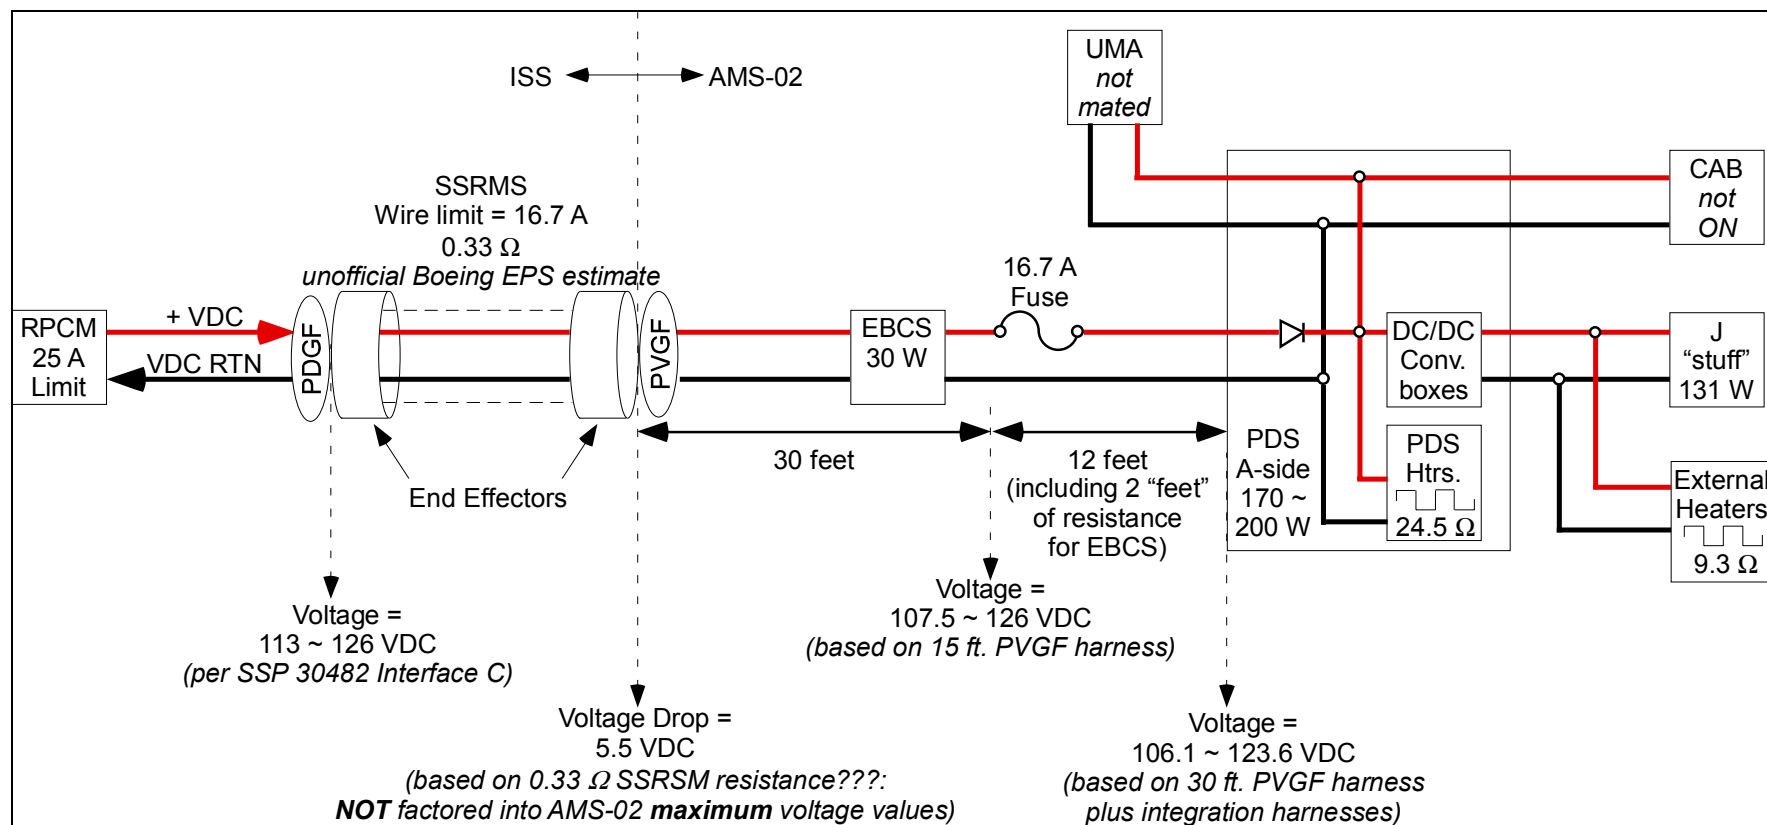 ISS
AMS-02
UMA
not
mated
CAB
not
ON
SSRMS
Wire limit = 16.7 A
0.33 Ω
unofficial Boeing EPS estimate
16.7 A
Fuse
RPCM
25 A
Limit
+ VDC
VDC RTN
PDGF
PVGF
EBCS
30 W
DC/DC
Conv.
boxes
J
“stuff”
131 W
End Effectors
30 feet
12 feet
(including 2 “feet”
of resistance
for EBCS)
PDS
A-side
170 ~
200 W
PDS
Htrs.
24.5 Ω
External
Heaters
9.3 Ω
Voltage =
113 ~ 126 VDC
(per SSP 30482 Interface C)
Voltage =
107.5 ~ 126 VDC
(based on 15 ft. PVGF harness)
Voltage Drop =
5.5 VDC
(based on 0.33 Ω SSRSM resistance???:
NOT factored into AMS-02 maximum voltage values)
Voltage =
106.1 ~ 123.6 VDC
(based on 30 ft. PVGF harness
plus integration harnesses)